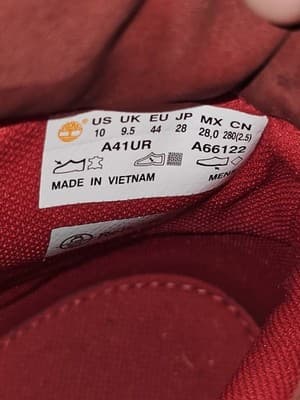 US UK EU JP MX CN
10 9.5 44 28 28,0 280(2.5)
A41UR A66122
MADE IN VIETNAM MEN